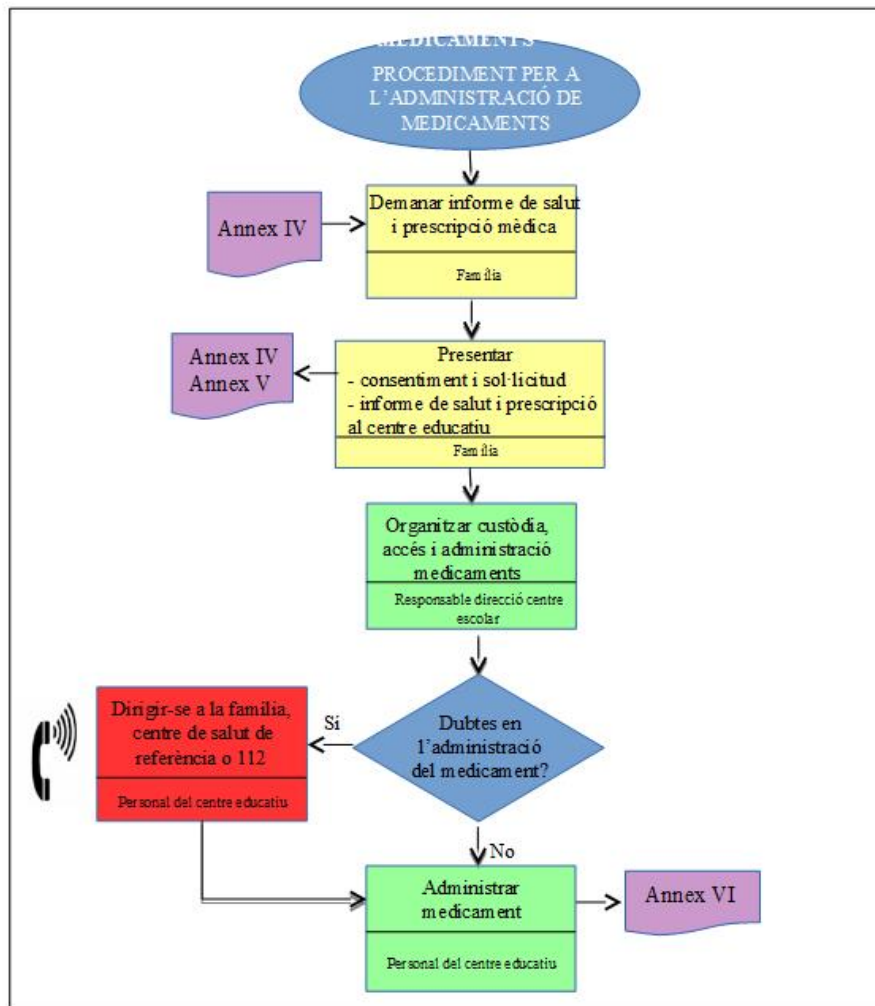 MEDICAMENTS
PROCEDIMENT PER A
L’ADMINISTRACIÓ DE
MEDICAMENTS
Annex IV
Demanar informe de salut
i prescripció mèdica
Família
Annex IV
Annex V
Presentar
- consentiment i sol·licitud
- informe de salut i prescripció
al centre educatiu
Família
Organitzar custòdia,
accés i administració
medicaments
Responsable direcció centre
escolar
Dirigir-se a la família,
centre de salut de
referència o 112
Personal del centre educatiu
Sí
Dubtes en
l’administració
del medicament?
No
Administrar
medicament
Personal del centre educatiu
Annex VI